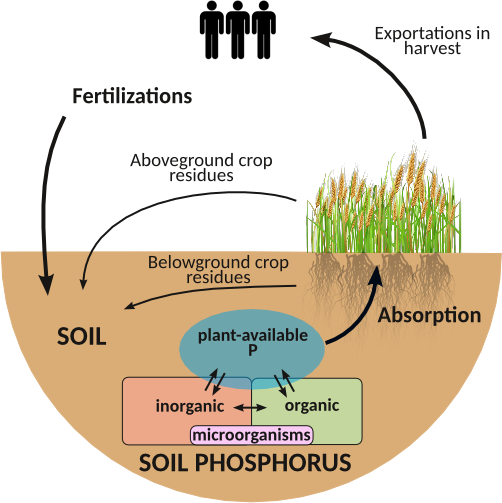 Exportations in
harvest
Fertilizations
Aboveground crop
residues
Belowground crop
residues
Absorption
SOIL
plant-available
P
inorganic
organic
microorganisms
SOIL PHOSPHORUS